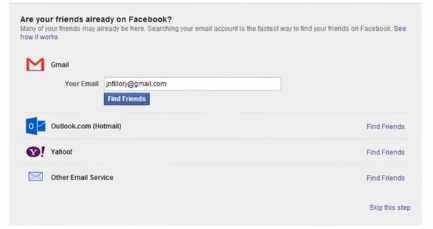 Are your friends already on Facebook?
Many of your friends may already be here. Searching your email account is the fastest way to find your friends on Facebook. See
how it works.
Gmail
Your Email jnfillory@gmail.com
Find Friends
Outlook.com (Hotmail) Find Friends
Yahoo! Find Friends
Other Email Service Find Friends
Skip this step